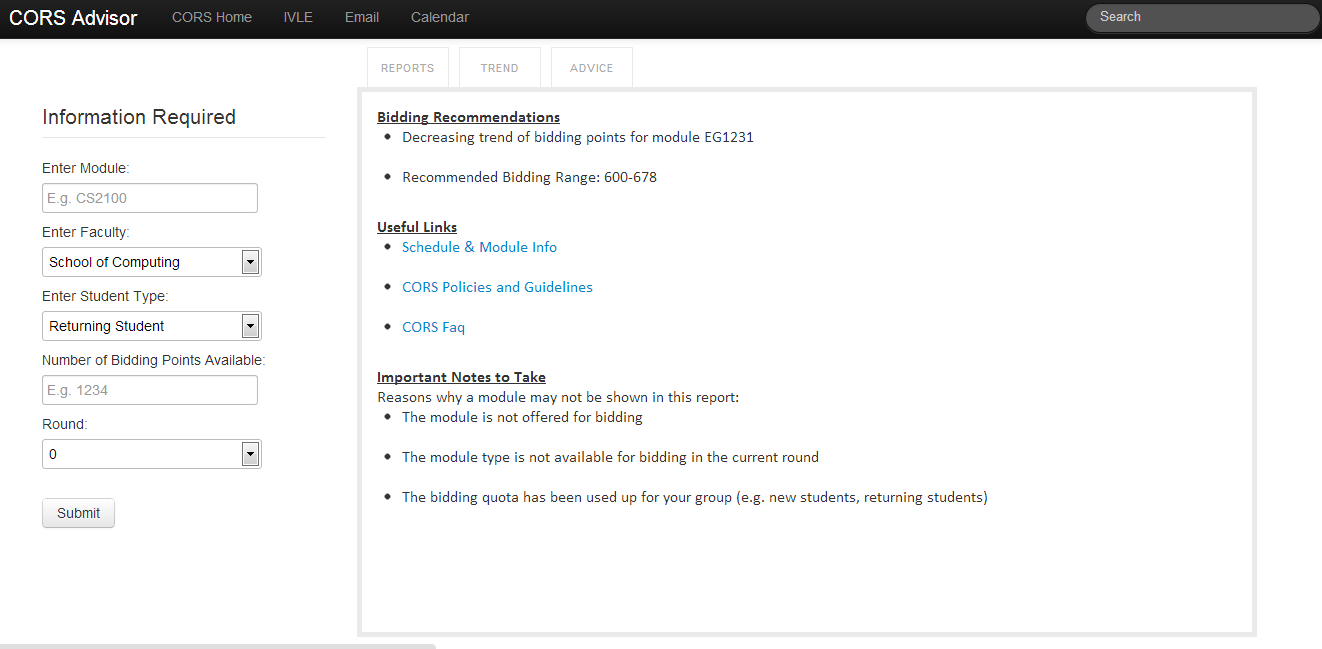 CORS Advisor CORS Home IVLE Email Calendar Search
REPORTS TREND ADVICE
Information Required
Enter Module:
E.g. CS2100
Enter Faculty:
School of Computing
Enter Student Type:
Returning Student
Number of Bidding Points Available:
E.g. 1234
Round:
0
Submit
Bidding Recommendations
Decreasing trend of bidding points for module EG1231
Recommended Bidding Range: 600-678
Useful Links
Schedule & Module Info
CORS Policies and Guidelines
CORS Faq
Important Notes to Take
Reasons why a module may not be shown in this report:
The module is not offered for bidding
The module type is not available for bidding in the current round
The bidding quota has been used up for your group (e.g. new students, returning students)